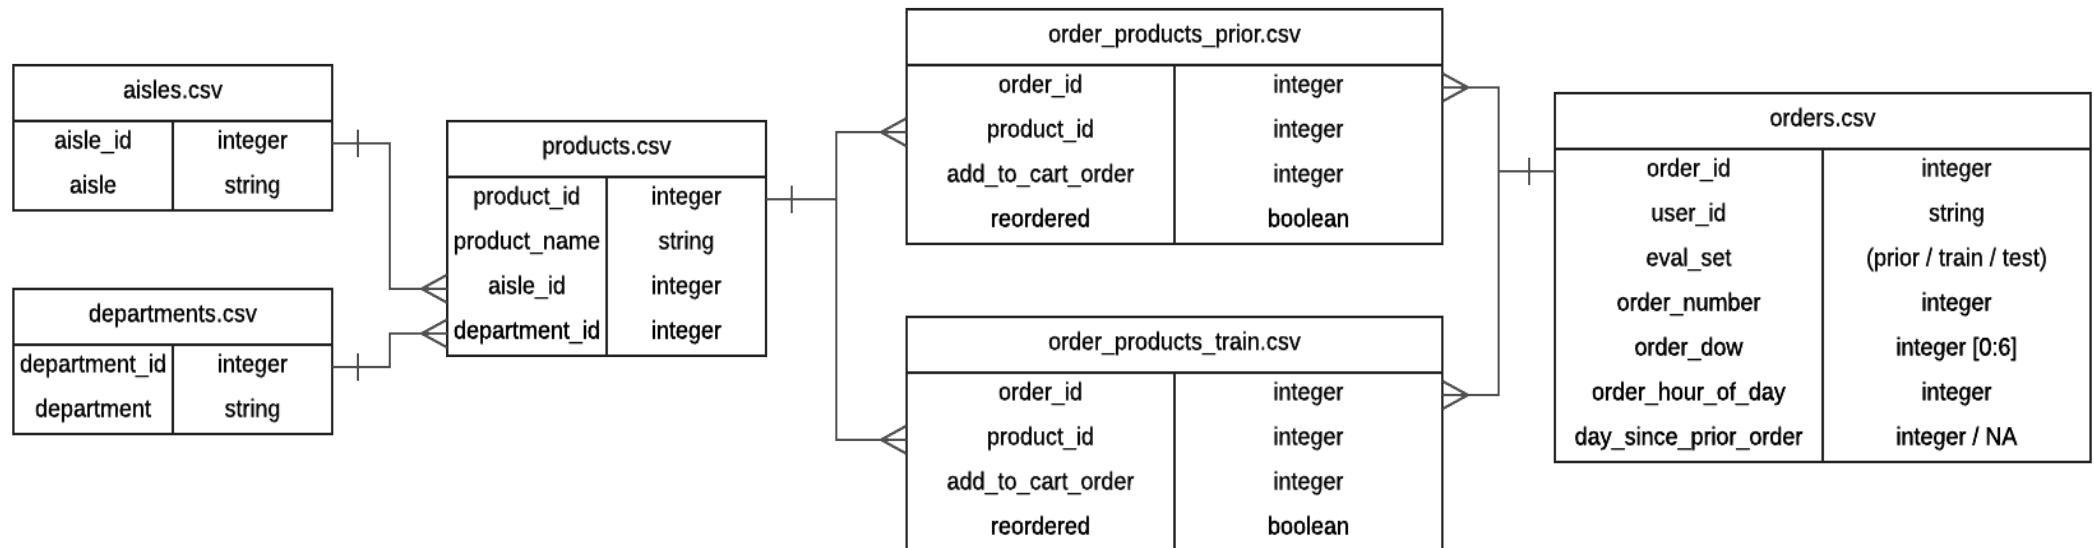 aisles.csv
aisle_id integer
aisle string
departments.csv
department_id integer
department string
products.csv
product_id integer
product_name string
aisle_id integer
department_id integer
order_products_prior.csv
order_id integer
product_id integer
add_to_cart_order integer
reordered boolean
order_products_train.csv
order_id integer
product_id integer
add_to_cart_order integer
reordered boolean
orders.csv
order_id integer
user_id string
eval_set (prior / train / test)
order_number integer
order_dow integer [0:6]
order_hour_of_day integer
day_since_prior_order integer / NA